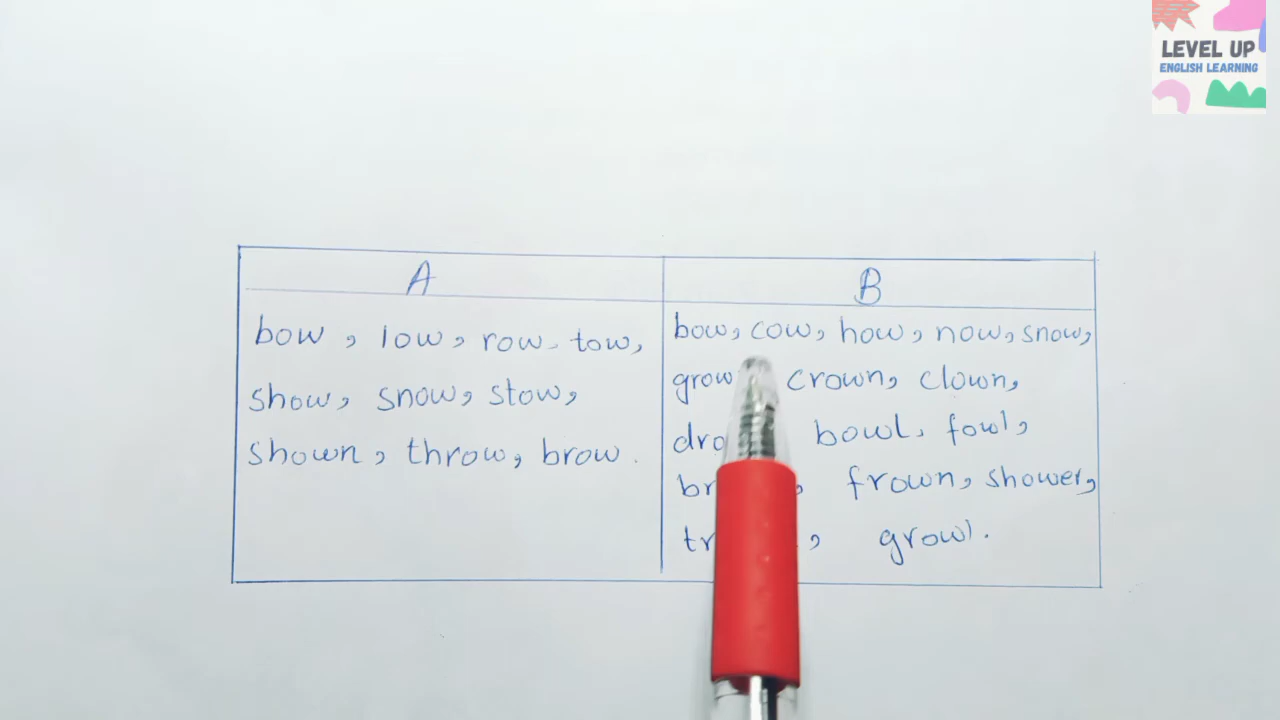 LEVEL UP
ENGLISH LEARNING
A
bow, low, row, tow,
show, snow, stow,
shown, throw, brow.
B
bow, cow, how, now, snow,
grow crown, clown,
bowl, fowl,
frown, shower,
growl.